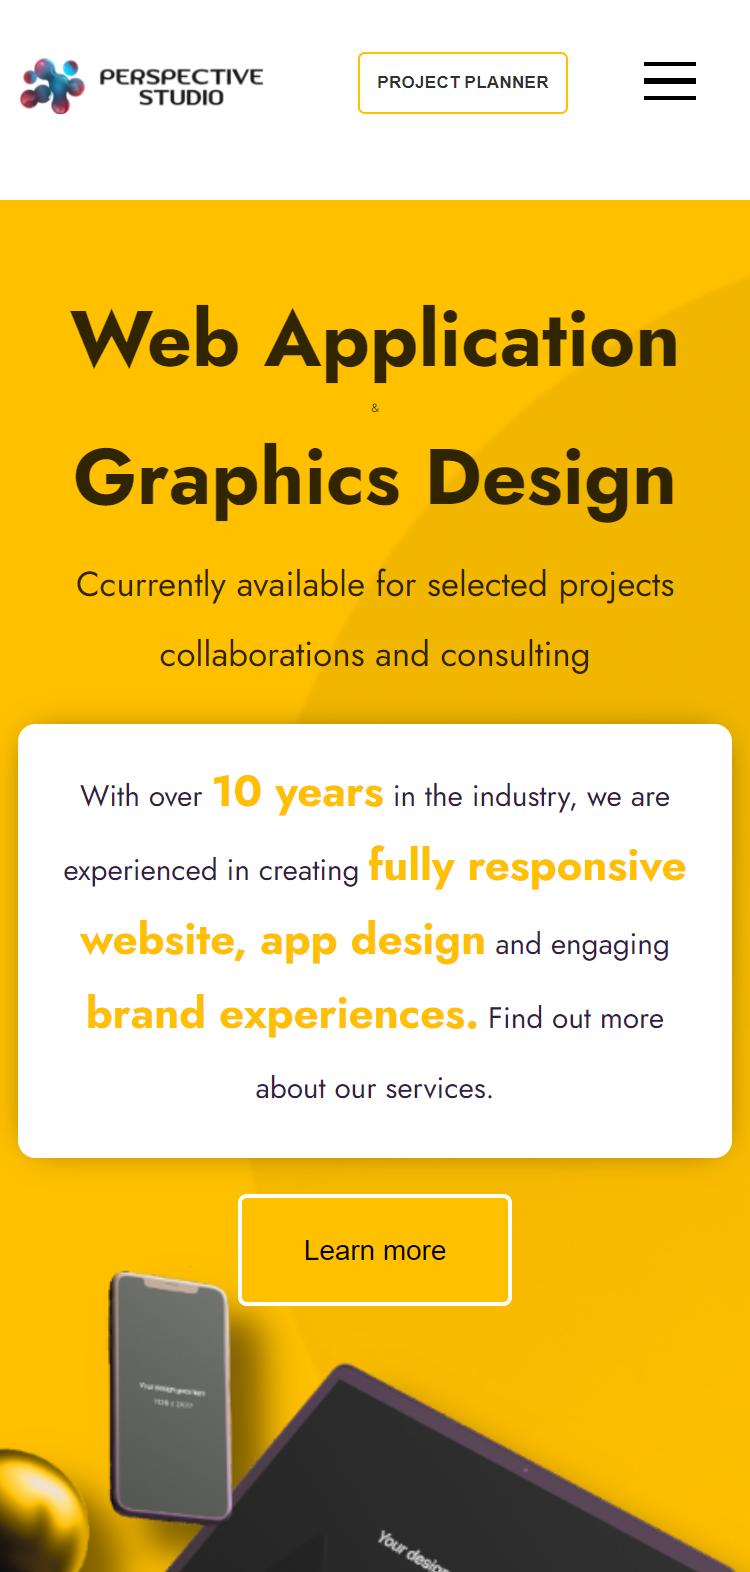 PERSPECTIVE
STUDIO
PROJECT PLANNER
Web Application
&
Graphics Design
Ccurrently available for selected projects
collaborations and consulting
With over 10 years in the industry, we are
experienced in creating fully responsive
website, app design and engaging
brand experiences. Find out more
about our services.
Learn more
Your design goes here
Your design